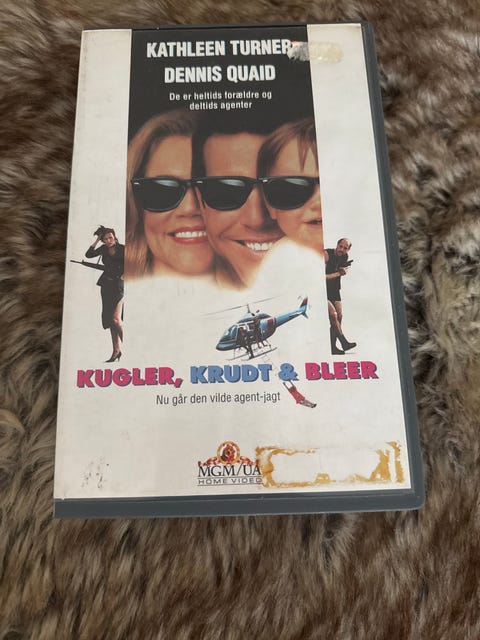 KATHLEEN TURNER
DENNIS QUAID
De er heltids forældre og
deltids agenter
KUGLER, KRUDT & BLEER
Nu går den vilde agent-jagt
MGM/UA
HOME VIDEO